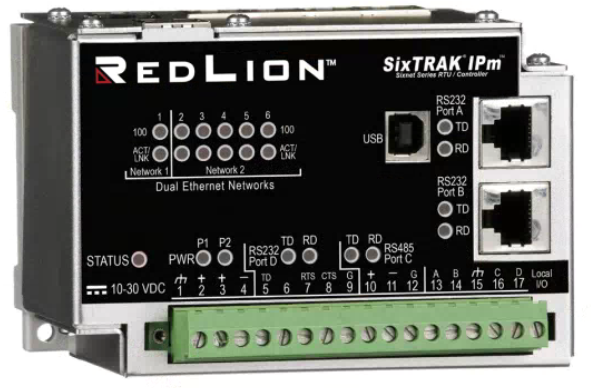 REDLION™
SixTRAK® IPm™
Sixnet Series RTU / Controller
1 2 3 4 5 6
100 100
ACT/ LNK ACT/ LNK
Network 1 Network 2
Dual Ethernet Networks
USB
RS232 Port A
TD
RD
RS232 Port B
TD
RD
STATUS
PWR P1 P2
RS232 Port D TD RD
TD RD RS485 Port C
+ + - TD RTS CTS + - G A B C D Local I/O
1 2 3 4 5 6 7 8 9 10 11 12 13 14 15 16 17
10-30 VDC